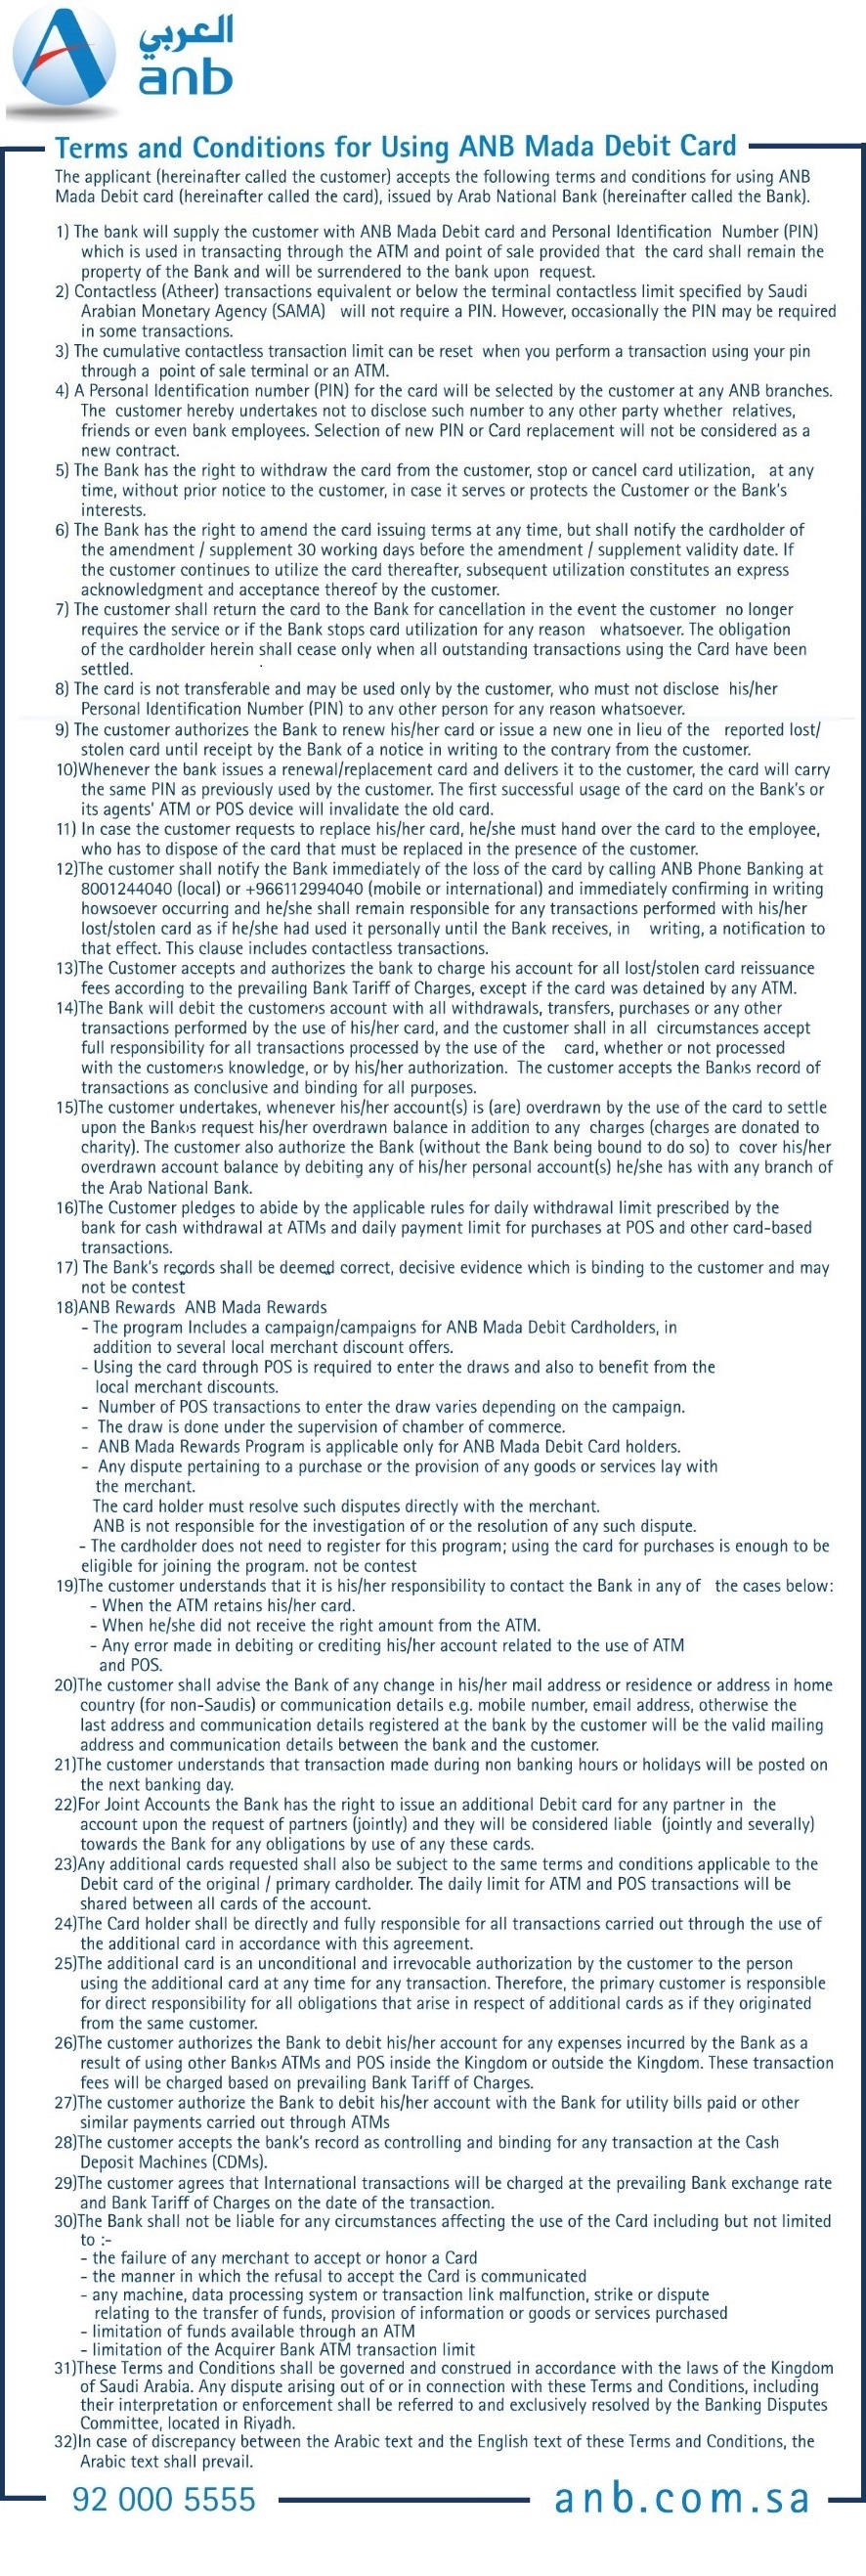 العربي
anb
Terms and Conditions for Using ANB Mada Debit Card
The applicant (hereinafter called the customer) accepts the following terms and conditions for using ANB
Mada Debit card (hereinafter called the card), issued by Arab National Bank (hereinafter called the Bank).
1) The bank will supply the customer with ANB Mada Debit card and Personal Identification Number (PIN)
which is used in transacting through the ATM and point of sale provided that the card shall remain the
property of the Bank and will be surrendered to the bank upon request.
2) Contactless (Atheer) transactions equivalent or below the terminal contactless limit specified by Saudi
Arabian Monetary Agency (SAMA) will not require a PIN. However, occasionally the PIN may be required
in some transactions.
3) The cumulative contactless transaction limit can be reset when you perform a transaction using your pin
through a point of sale terminal or an ATM.
4) A Personal Identification number (PIN) for the card will be selected by the customer at any ANB branches.
The customer hereby undertakes not to disclose such number to any other party whether relatives,
friends or even bank employees. Selection of new PIN or Card replacement will not be considered as a
new contract.
5) The Bank has the right to withdraw the card from the customer, stop or cancel card utilization, at any
time, without prior notice to the customer, in case it serves or protects the Customer or the Bank's
interests.
6) The Bank has the right to amend the card issuing terms at any time, but shall notify the cardholder of
the amendment / supplement 30 working days before the amendment / supplement validity date. If
the customer continues to utilize the card thereafter, subsequent utilization constitutes an express
acknowledgment and acceptance thereof by the customer.
7) The customer shall return the card to the Bank for cancellation in the event the customer no longer
requires the service or if the Bank stops card utilization for any reason whatsoever. The obligation
of the cardholder herein shall cease only when all outstanding transactions using the Card have been
settled.
8) The card is not transferable and may be used only by the customer, who must not disclose his/her
Personal Identification Number (PIN) to any other person for any reason whatsoever.
9) The customer authorizes the Bank to renew his/her card or issue a new one in lieu of the reported lost/
stolen card until receipt by the Bank of a notice in writing to the contrary from the customer.
10)Whenever the bank issues a renewal/replacement card and delivers it to the customer, the card will carry
the same PIN as previously used by the customer. The first successful usage of the card on the Bank's or
its agents' ATM or POS device will invalidate the old card.
11) In case the customer requests to replace his/her card, he/she must hand over the card to the employee,
who has to dispose of the card that must be replaced in the presence of the customer.
12)The customer shall notify the Bank immediately of the loss of the card by calling ANB Phone Banking at
8001244040 (local) or +966112994040 (mobile or international) and immediately confirming in writing
howsoever occurring and he/she shall remain responsible for any transactions performed with his/her
lost/stolen card as if he/she had used it personally until the Bank receives, in writing, a notification to
that effect. This clause includes contactless transactions.
13)The Customer accepts and authorizes the bank to charge his account for all lost/stolen card reissuance
fees according to the prevailing Bank Tariff of Charges, except if the card was detained by any ATM.
14)The Bank will debit the customer›s account with all withdrawals, transfers, purchases or any other
transactions performed by the use of his/her card, and the customer shall in all circumstances accept
full responsibility for all transactions processed by the use of the card, whether or not processed
with the customer›s knowledge, or by his/her authorization. The customer accepts the Bank›s record of
transactions as conclusive and binding for all purposes.
15)The customer undertakes, whenever his/her account(s) is (are) overdrawn by the use of the card to settle
upon the Bank›s request his/her overdrawn balance in addition to any charges (charges are donated to
charity). The customer also authorize the Bank (without the Bank being bound to do so) to cover his/her
overdrawn account balance by debiting any of his/her personal account(s) he/she has with any branch of
the Arab National Bank.
16)The Customer pledges to abide by the applicable rules for daily withdrawal limit prescribed by the
bank for cash withdrawal at ATMs and daily payment limit for purchases at POS and other card-based
transactions.
17) The Bank's records shall be deemed correct, decisive evidence which is binding to the customer and may
not be contest
18)ANB Rewards ANB Mada Rewards
- The program Includes a campaign/campaigns for ANB Mada Debit Cardholders, in
addition to several local merchant discount offers.
- Using the card through POS is required to enter the draws and also to benefit from the
local merchant discounts.
- Number of POS transactions to enter the draw varies depending on the campaign.
- The draw is done under the supervision of chamber of commerce.
- ANB Mada Rewards Program is applicable only for ANB Mada Debit Card holders.
- Any dispute pertaining to a purchase or the provision of any goods or services lay with
the merchant.
The card holder must resolve such disputes directly with the merchant.
ANB is not responsible for the investigation of or the resolution of any such dispute.
- The cardholder does not need to register for this program; using the card for purchases is enough to be
eligible for joining the program. not be contest
19)The customer understands that it is his/her responsibility to contact the Bank in any of the cases below:
- When the ATM retains his/her card.
- When he/she did not receive the right amount from the ATM.
- Any error made in debiting or crediting his/her account related to the use of ATM
and POS.
20)The customer shall advise the Bank of any change in his/her mail address or residence or address in home
country (for non-Saudis) or communication details e.g. mobile number, email address, otherwise the
last address and communication details registered at the bank by the customer will be the valid mailing
address and communication details between the bank and the customer.
21)The customer understands that transaction made during non banking hours or holidays will be posted on
the next banking day.
22)For Joint Accounts the Bank has the right to issue an additional Debit card for any partner in the
account upon the request of partners (jointly) and they will be considered liable (jointly and severally)
towards the Bank for any obligations by use of any these cards.
23)Any additional cards requested shall also be subject to the same terms and conditions applicable to the
Debit card of the original / primary cardholder. The daily limit for ATM and POS transactions will be
shared between all cards of the account.
24)The Card holder shall be directly and fully responsible for all transactions carried out through the use of
the additional card in accordance with this agreement.
25)The additional card is an unconditional and irrevocable authorization by the customer to the person
using the additional card at any time for any transaction. Therefore, the primary customer is responsible
for direct responsibility for all obligations that arise in respect of additional cards as if they originated
from the same customer.
26)The customer authorizes the Bank to debit his/her account for any expenses incurred by the Bank as a
result of using other Bank›s ATMs and POS inside the Kingdom or outside the Kingdom. These transaction
fees will be charged based on prevailing Bank Tariff of Charges.
27)The customer authorize the Bank to debit his/her account with the Bank for utility bills paid or other
similar payments carried out through ATMs
28)The customer accepts the bank's record as controlling and binding for any transaction at the Cash
Deposit Machines (CDMs).
29)The customer agrees that International transactions will be charged at the prevailing Bank exchange rate
and Bank Tariff of Charges on the date of the transaction.
30)The Bank shall not be liable for any circumstances affecting the use of the Card including but not limited
to :-
- the failure of any merchant to accept or honor a Card
- the manner in which the refusal to accept the Card is communicated
- any machine, data processing system or transaction link malfunction, strike or dispute
relating to the transfer of funds, provision of information or goods or services purchased
- limitation of funds available through an ATM
- limitation of the Acquirer Bank ATM transaction limit
31)These Terms and Conditions shall be governed and construed in accordance with the laws of the Kingdom
of Saudi Arabia. Any dispute arising out of or in connection with these Terms and Conditions, including
their interpretation or enforcement shall be referred to and exclusively resolved by the Banking Disputes
Committee, located in Riyadh.
32)In case of discrepancy between the Arabic text and the English text of these Terms and Conditions, the
Arabic text shall prevail.
92 000 5555
anb.com.sa